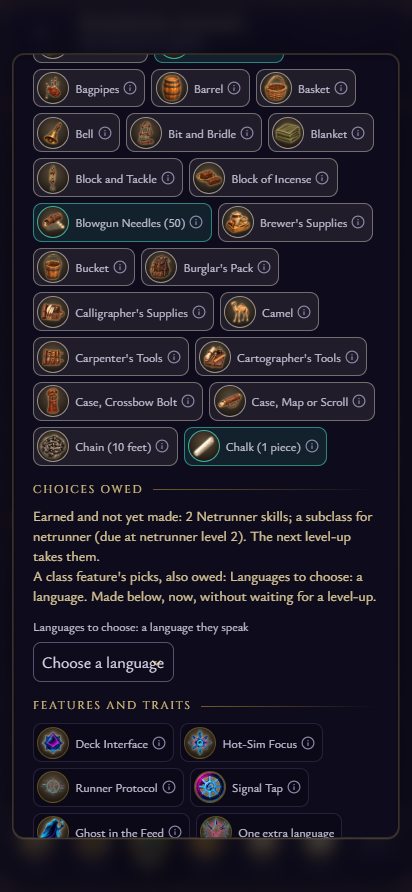 Bagpipes
Barrel
Basket
Bell
Bit and Bridle
Blanket
Block and Tackle
Block of Incense
Blowgun Needles (50)
Brewer's Supplies
Bucket
Burglar's Pack
Calligrapher's Supplies
Camel
Carpenter's Tools
Cartographer's Tools
Case, Crossbow Bolt
Case, Map or Scroll
Chain (10 feet)
Chalk (1 piece)
CHOICES OWED
Earned and not yet made: 2 Netrunner skills; a subclass for
netrunner (due at netrunner level 2). The next level-up
takes them.
A class feature's picks, also owed: Languages to choose: a
language. Made below, now, without waiting for a level-up.
Languages to choose: a language they speak
Choose a language
FEATURES AND TRAITS
Deck Interface
Hot-Sim Focus
Runner Protocol
Signal Tap
Ghost in the Feed
One extra language